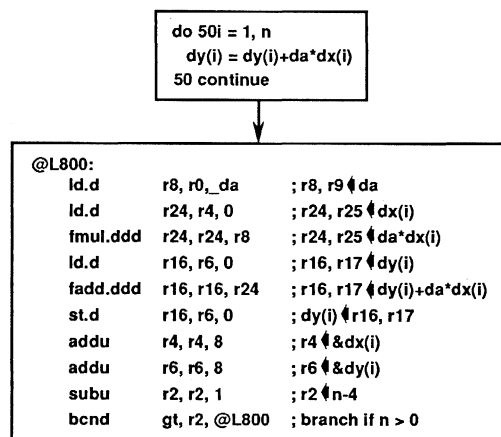 do 50i = 1, n
dy(i) = dy(i)+da*dx(i)
50 continue
@L800:
ld.d r8, r0,_da ; r8, r9 ← da
ld.d r24, r4, 0 ; r24, r25 ← dx(i)
fmul.ddd r24, r24, r8 ; r24, r25 ← da*dx(i)
ld.d r16, r6, 0 ; r16, r17 ← dy(i)
fadd.ddd r16, r16, r24 ; r16, r17 ← dy(i)+da*dx(i)
st.d r16, r6, 0 ; dy(i) ← r16, r17
addu r4, r4, 8 ; r4 ← &dx(i)
addu r6, r6, 8 ; r6 ← &dy(i)
subu r2, r2, 1 ; r2 ← n-4
bcnd gt, r2, @L800 ; branch if n > 0